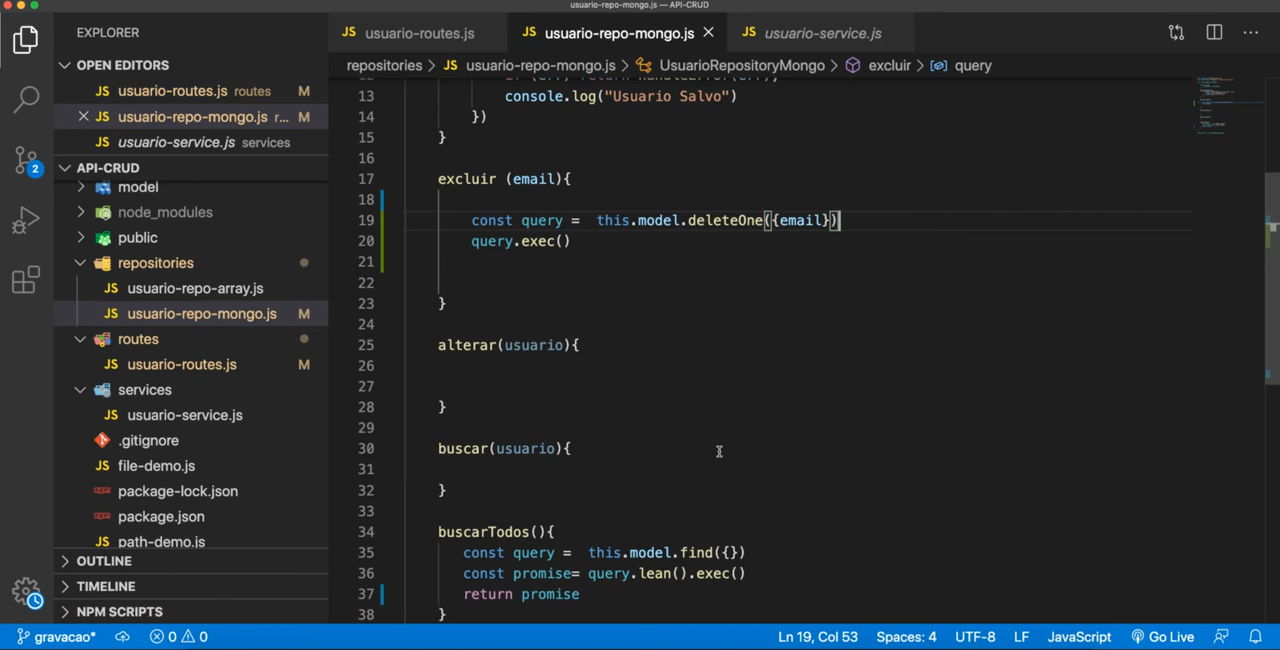 usuario-repo-mongo.js — API-CRUD
EXPLORER
OPEN EDITORS
JS usuario-routes.js routes M
JS usuario-repo-mongo.js r... M
JS usuario-service.js services
API-CRUD
model
node_modules
public
repositories
JS usuario-repo-array.js
JS usuario-repo-mongo.js M
routes
JS usuario-routes.js M
services
JS usuario-service.js
.gitignore
JS file-demo.js
package-lock.json
package.json
JS path-demo.js
OUTLINE
TIMELINE
NPM SCRIPTS
2
JS usuario-routes.js
JS usuario-repo-mongo.js
JS usuario-service.js
repositories > JS usuario-repo-mongo.js > UsuarioRepositoryMongo > excluir > query
12 if (err) return handleError(err);
13 console.log("Usuario Salvo")
14 })
15 }
16
17 excluir (email){
18
19 const query =  this.model.deleteOne({email})
20 query.exec()
21
22
23 }
24
25 alterar(usuario){
26
27
28 }
29
30 buscar(usuario){
31
32 }
33
34 buscarTodos(){
35 const query =  this.model.find({})
36 const promise= query.lean().exec()
37 return promise
38 }
gravacao* 0 0 Ln 19, Col 53 Spaces: 4 UTF-8 LF JavaScript Go Live